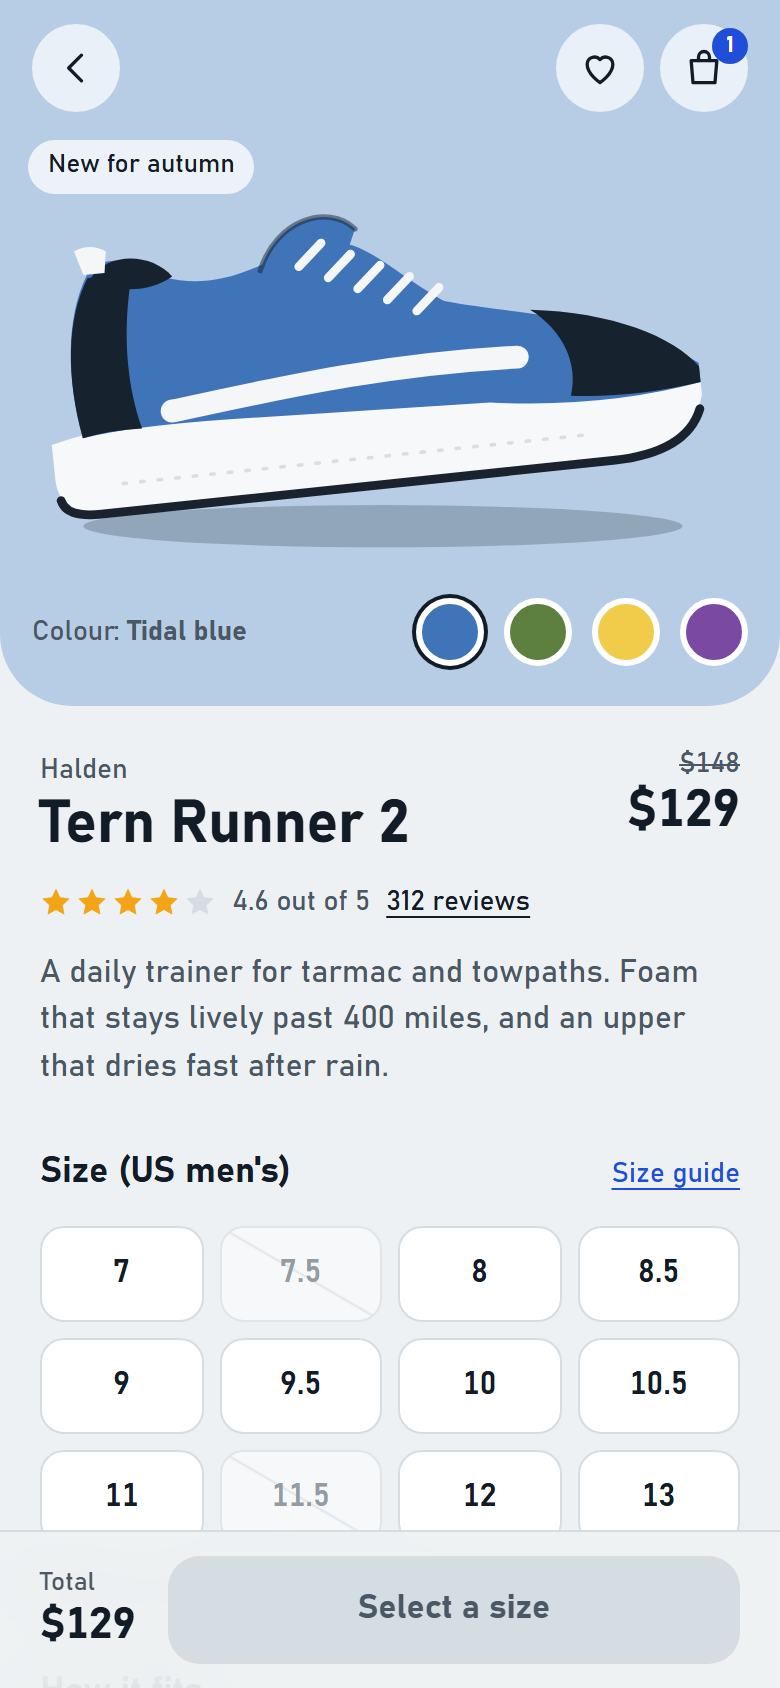 1
New for autumn
Colour: Tidal blue
Halden
$148
Tern Runner 2
$129
4.6 out of 5 312 reviews
A daily trainer for tarmac and towpaths. Foam
that stays lively past 400 miles, and an upper
that dries fast after rain.
Size (US men's)
Size guide
7
7.5
8
8.5
9
9.5
10
10.5
11
11.5
12
13
Total
$129
Select a size
How it fits